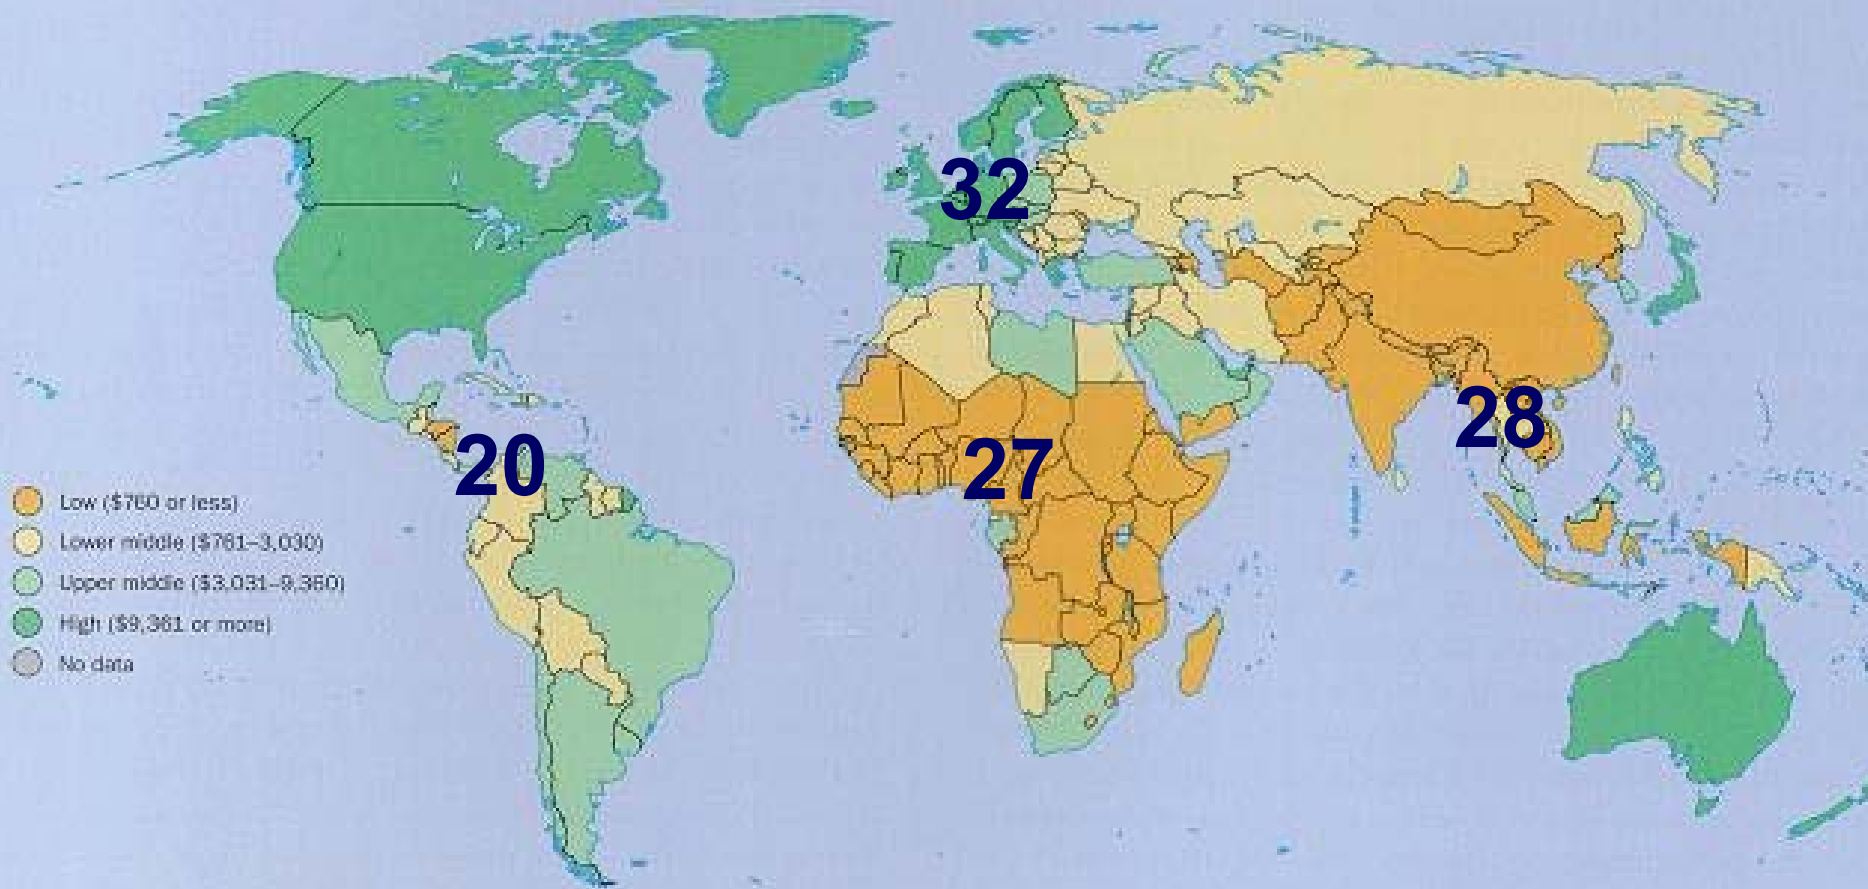 32
28
20
27
Low ($760 or less)
Lower middle ($761–3,030)
Upper middle ($3,031–9,360)
High ($9,361 or more)
No data